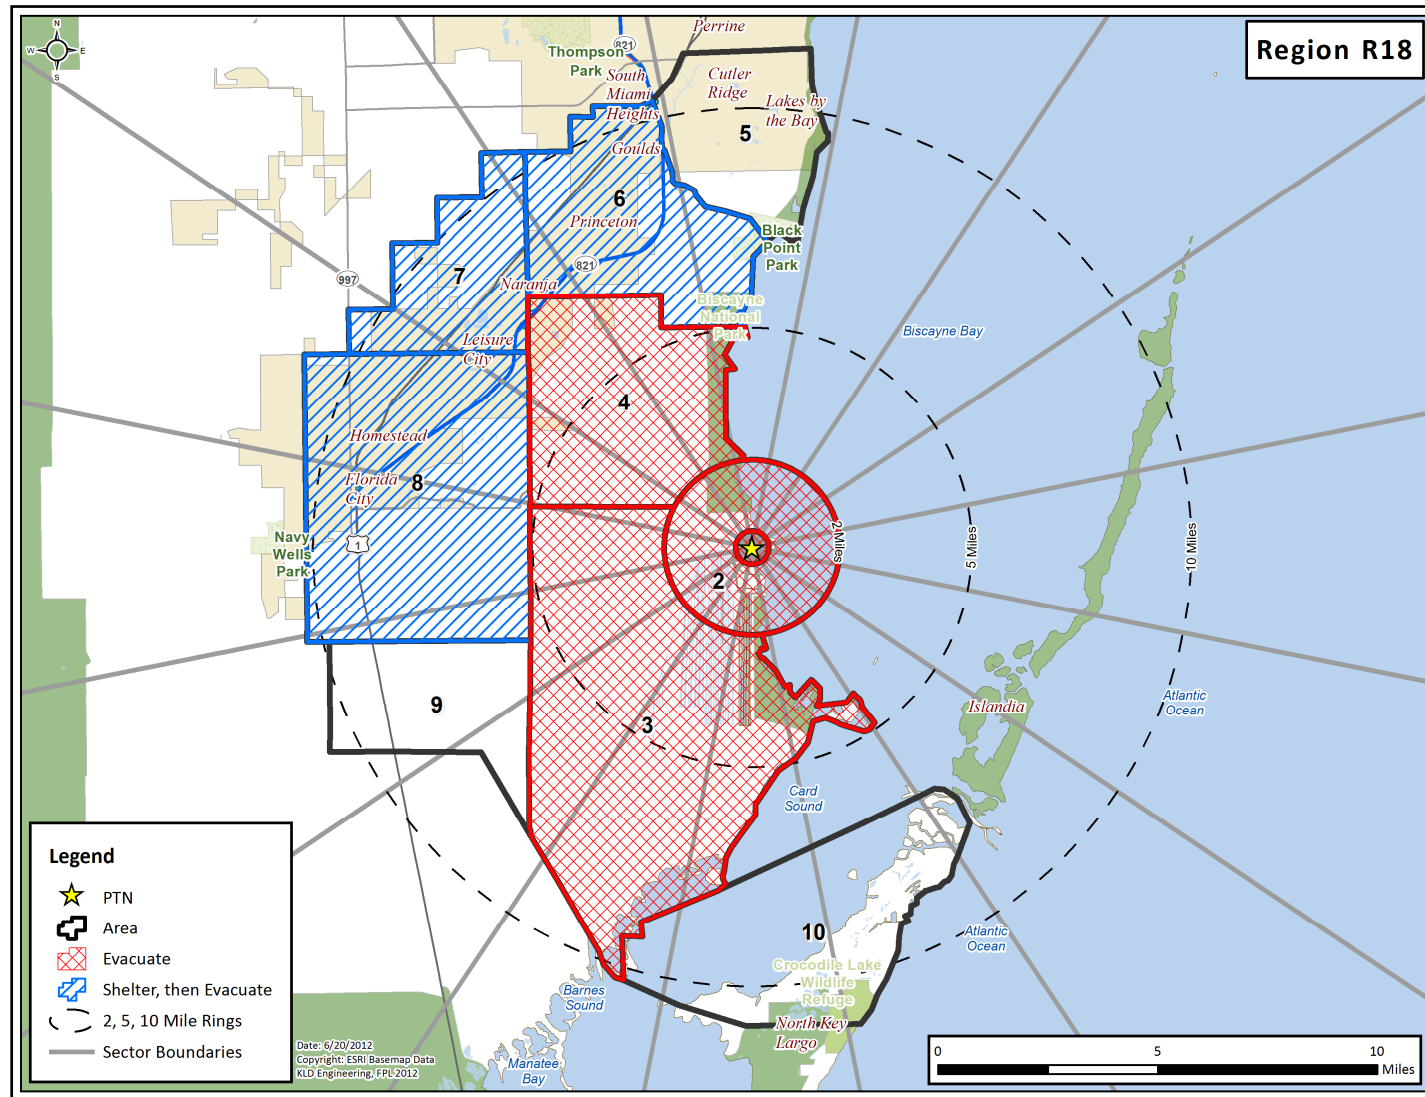 Region R18
N
W
E
S
Perrine
821
Thompson
Park
South
Miami
Heights
Cutler
Ridge
Lakes by
the Bay
5
Goulds
6
Princeton
Black
Point
Park
821
7
997
Naranja
Biscayne
National
Park
Biscayne Bay
Leisure
City
4
Homestead
Florida
City
8
Navy
Wells
Park
1
2 Miles
5 Miles
10 Miles
2
9
3
Islandia
Atlantic
Ocean
Card
Sound
10
Atlantic
Ocean
Crocodile Lake
Wildlife
Refuge
Barnes
Sound
North Key
Largo
Manatee
Bay
Legend
PTN
Area
Evacuate
Shelter, then Evacuate
2, 5, 10 Mile Rings
Sector Boundaries
Date: 6/20/2012
Copyright: ESRI Basemap Data
KLD Engineering, FPL 2012
0 5 10
Miles